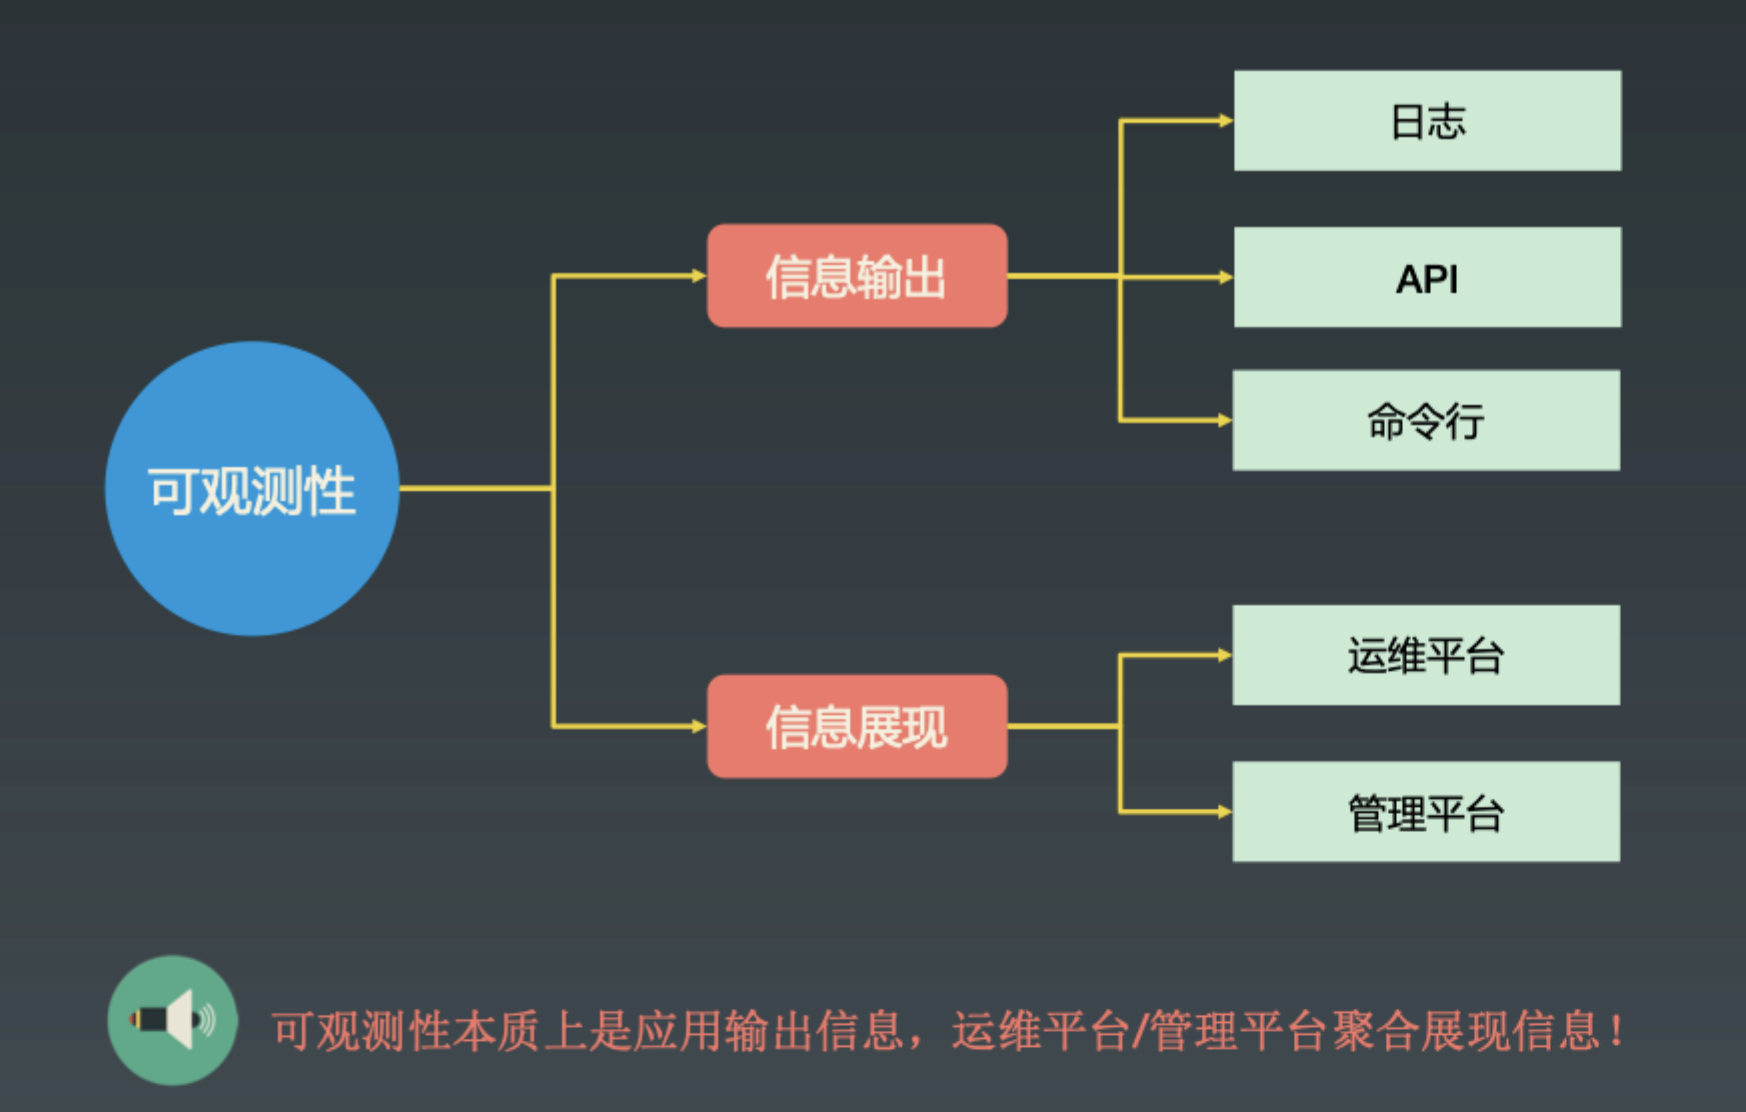 可观测性
信息输出
日志
API
命令行
信息展现
运维平台
管理平台
可观测性本质上是应用输出信息，运维平台/管理平台聚合展现信息！